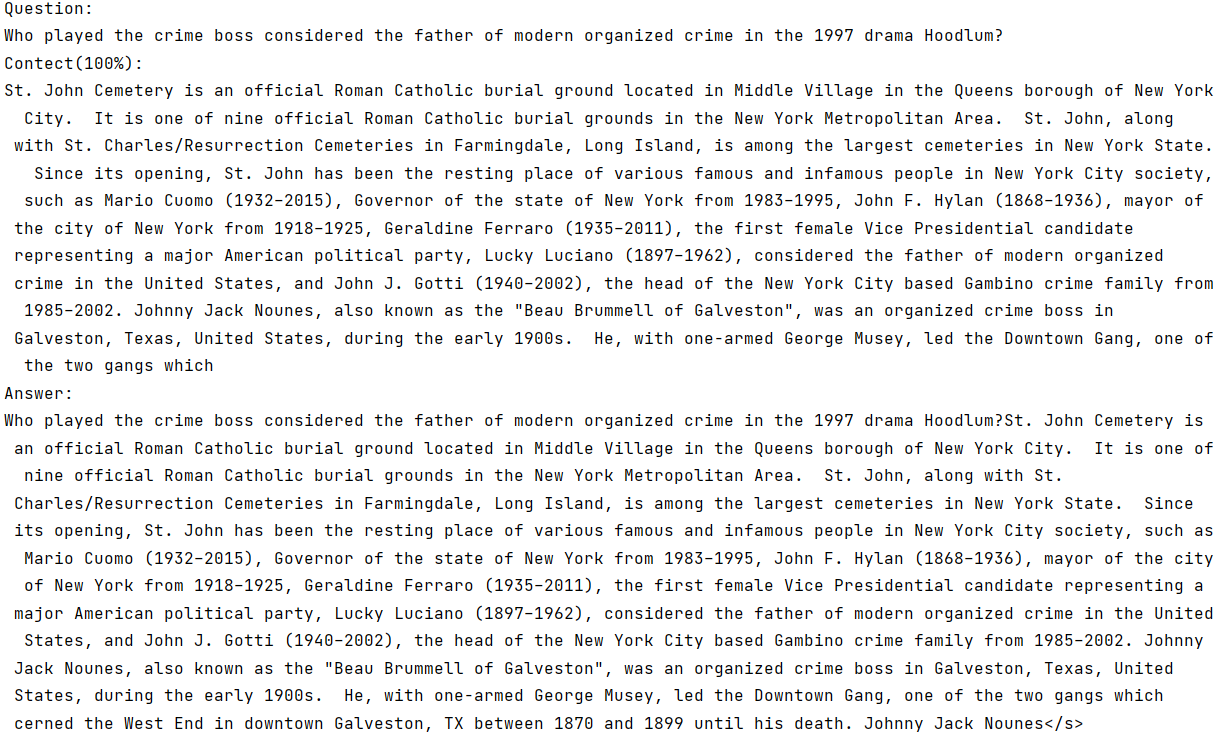 Question:
Who played the crime boss considered the father of modern organized crime in the 1997 drama Hoodlum?
Contect(100%):
St. John Cemetery is an official Roman Catholic burial ground located in Middle Village in the Queens borough of New York
City.  It is one of nine official Roman Catholic burial grounds in the New York Metropolitan Area.  St. John, along
with St. Charles/Resurrection Cemeteries in Farmingdale, Long Island, is among the largest cemeteries in New York State.
Since its opening, St. John has been the resting place of various famous and infamous people in New York City society,
such as Mario Cuomo (1932–2015), Governor of the state of New York from 1983–1995, John F. Hylan (1868–1936), mayor of
the city of New York from 1918–1925, Geraldine Ferraro (1935–2011), the first female Vice Presidential candidate
representing a major American political party, Lucky Luciano (1897–1962), considered the father of modern organized
crime in the United States, and John J. Gotti (1940–2002), the head of the New York City based Gambino crime family from
1985–2002. Johnny Jack Nounes, also known as the "Beau Brummell of Galveston", was an organized crime boss in
Galveston, Texas, United States, during the early 1900s.  He, with one-armed George Musey, led the Downtown Gang, one of
the two gangs which
Answer:
Who played the crime boss considered the father of modern organized crime in the 1997 drama Hoodlum?St. John Cemetery is
an official Roman Catholic burial ground located in Middle Village in the Queens borough of New York City.  It is one of
nine official Roman Catholic burial grounds in the New York Metropolitan Area.  St. John, along with St.
Charles/Resurrection Cemeteries in Farmingdale, Long Island, is among the largest cemeteries in New York State.  Since
its opening, St. John has been the resting place of various famous and infamous people in New York City society, such as
Mario Cuomo (1932–2015), Governor of the state of New York from 1983–1995, John F. Hylan (1868–1936), mayor of the city
of New York from 1918–1925, Geraldine Ferraro (1935–2011), the first female Vice Presidential candidate representing a
major American political party, Lucky Luciano (1897–1962), considered the father of modern organized crime in the United
States, and John J. Gotti (1940–2002), the head of the New York City based Gambino crime family from 1985–2002. Johnny
Jack Nounes, also known as the "Beau Brummell of Galveston", was an organized crime boss in Galveston, Texas, United
States, during the early 1900s.  He, with one-armed George Musey, led the Downtown Gang, one of the two gangs which
cerned the West End in downtown Galveston, TX between 1870 and 1899 until his death. Johnny Jack Nounes</s>